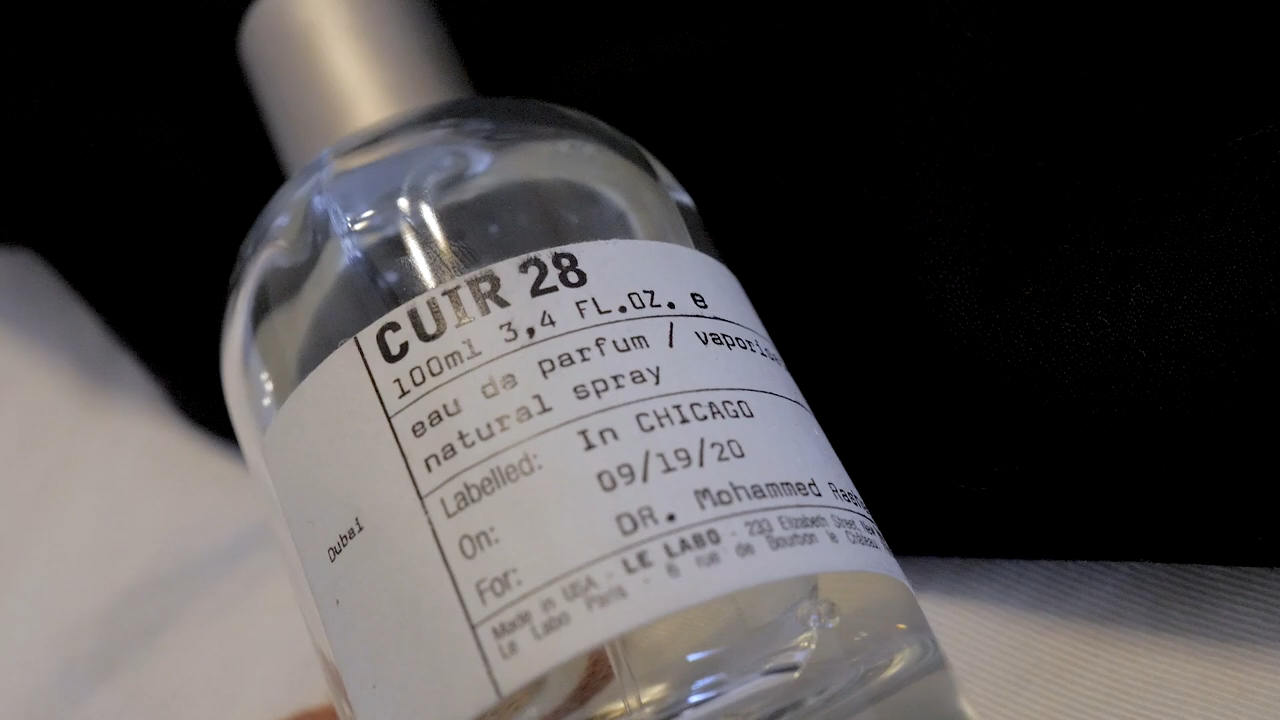 CUIR 28
100ml 3,4 FL.OZ. e
eau de parfum /
natural spray
Labelled: In CHICAGO
On: 09/19/20
For: DR. Mohammed
Made in USA - LE LABO - 233 Elizabeth Street
Le Labo Paris - 6 rue de Bourbon le Château
Dubai